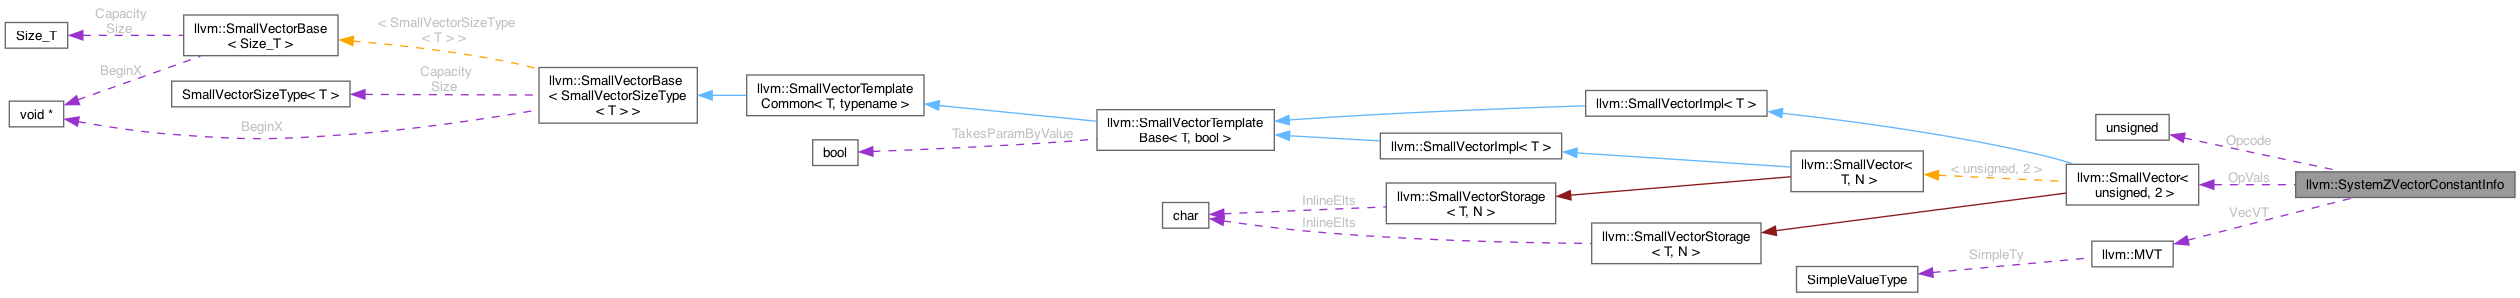 Size_T
Capacity
Size
llvm::SmallVectorBase
< Size_T >
< SmallVectorSizeType
< T > >
BeginX
SmallVectorSizeType< T >
Capacity
Size
void *
BeginX
llvm::SmallVectorBase
< SmallVectorSizeType
< T > >
llvm::SmallVectorTemplate
Common< T, typename >
bool
TakesParamByValue
llvm::SmallVectorTemplate
Base< T, bool >
llvm::SmallVectorImpl< T >
llvm::SmallVectorImpl< T >
char
InlineElts
InlineElts
llvm::SmallVectorStorage
< T, N >
llvm::SmallVectorStorage
< T, N >
llvm::SmallVector<
T, N >
< unsigned, 2 >
unsigned
Opcode
llvm::SmallVector<
unsigned, 2 >
OpVals
llvm::SystemZVectorConstantInfo
VecVT
llvm::MVT
SimpleTy
SimpleValueType